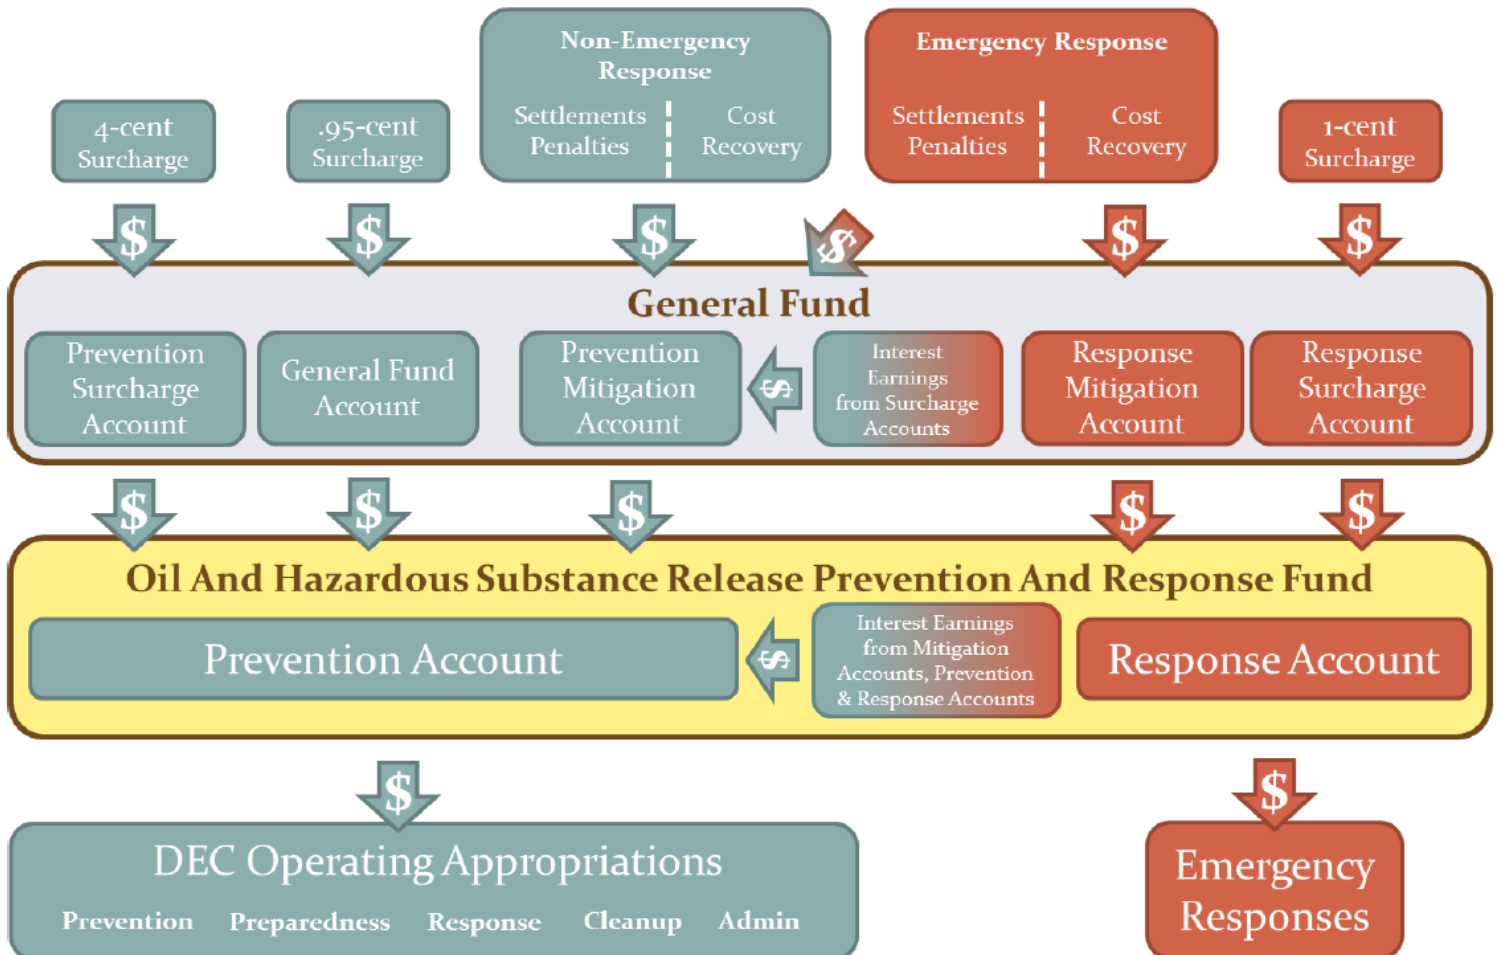 Non-Emergency
Response
Settlements
Penalties
Cost
Recovery
Emergency Response
Settlements
Penalties
Cost
Recovery
4-cent
Surcharge
.95-cent
Surcharge
1-cent
Surcharge
$
$
$
$
$
$
General Fund
Prevention
Surcharge
Account
General Fund
Account
Prevention
Mitigation
Account
$
Interest
Earnings
from Surcharge
Accounts
Response
Mitigation
Account
Response
Surcharge
Account
$
$
$
$
$
Oil And Hazardous Substance Release Prevention And Response Fund
Prevention Account
$
Interest Earnings
from Mitigation
Accounts, Prevention
& Response Accounts
Response Account
$
$
DEC Operating Appropriations
Prevention Preparedness Response Cleanup Admin
Emergency
Responses